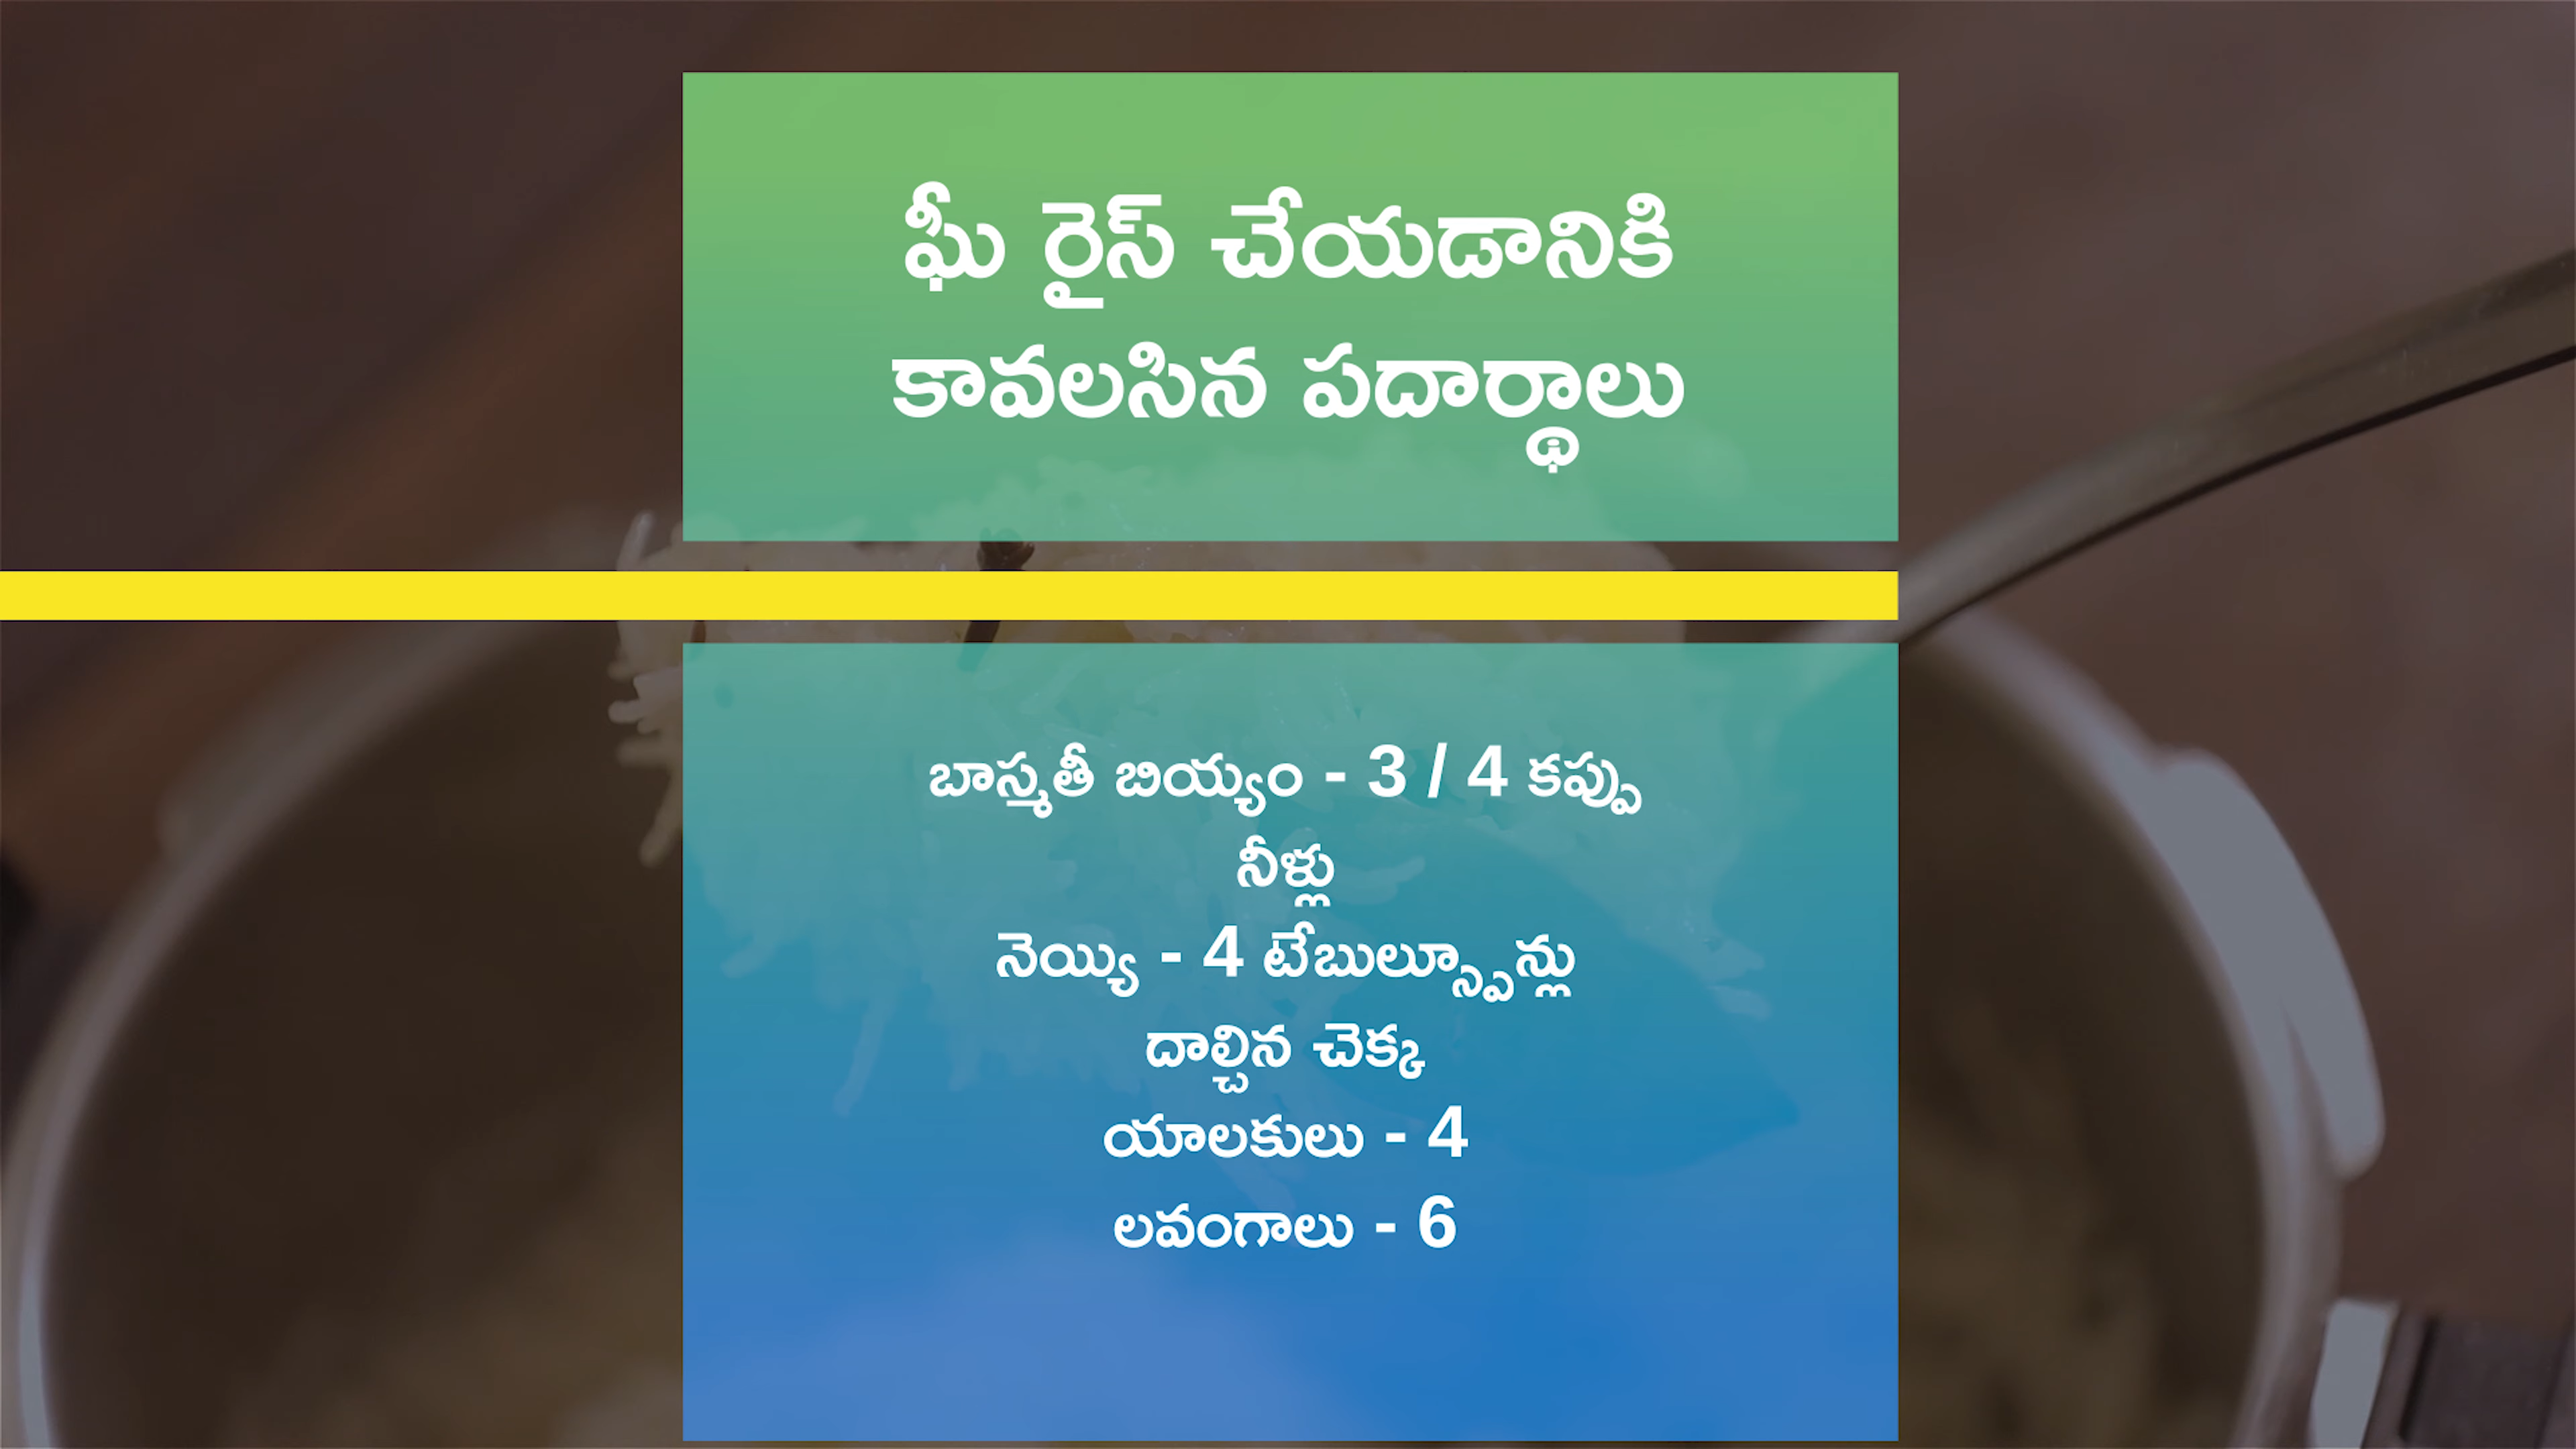 ఘీ రైస్ చేయడానికి
కావలసిన పదార్థాలు
బాస్మతీ బియ్యం - 3 / 4 కప్పు
నీళ్లు
నెయ్యి - 4 టేబుల్స్పూన్లు
దాల్చిన చెక్క
యాలకులు - 4
లవంగాలు - 6